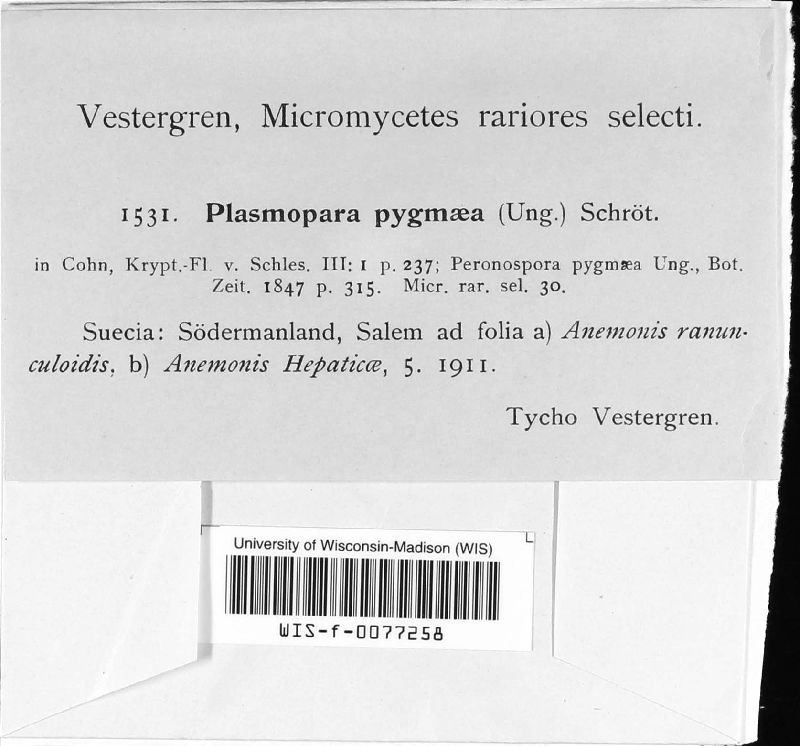 Vestergren, Micromycetes rariores selecti.
1531. Plasmopara pygmæa (Ung.) Schröt.
in Cohn, Krypt.-Fl. v. Schles. III: 1 p. 237; Peronospora pygmæa Ung., Bot.
Zeit. 1847 p. 315. Micr. rar. sel. 30.
Suecia: Södermanland, Salem ad folia a) Anemonis ranun-
culoidis, b) Anemonis Hepaticæ, 5. 1911.
Tycho Vestergren.
University of Wisconsin-Madison (WIS)
WIS-f-0077258